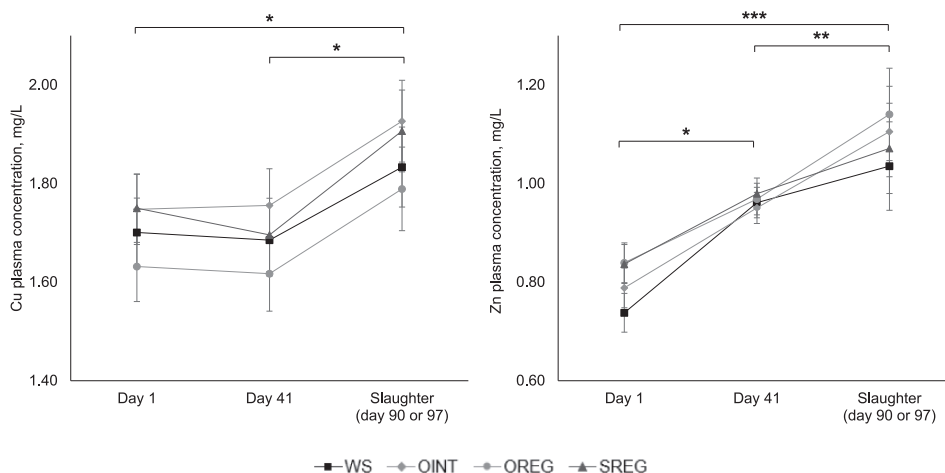 *
*
2.00
1.80
1.60
1.40
Cu plasma concentration, mg/L
Day 1
Day 41
Slaughter
(day 90 or 97)
***
**
*
1.20
1.00
0.80
0.60
Zn plasma concentration, mg/L
Day 1
Day 41
Slaughter
(day 90 or 97)
WS OINT OREG SREG